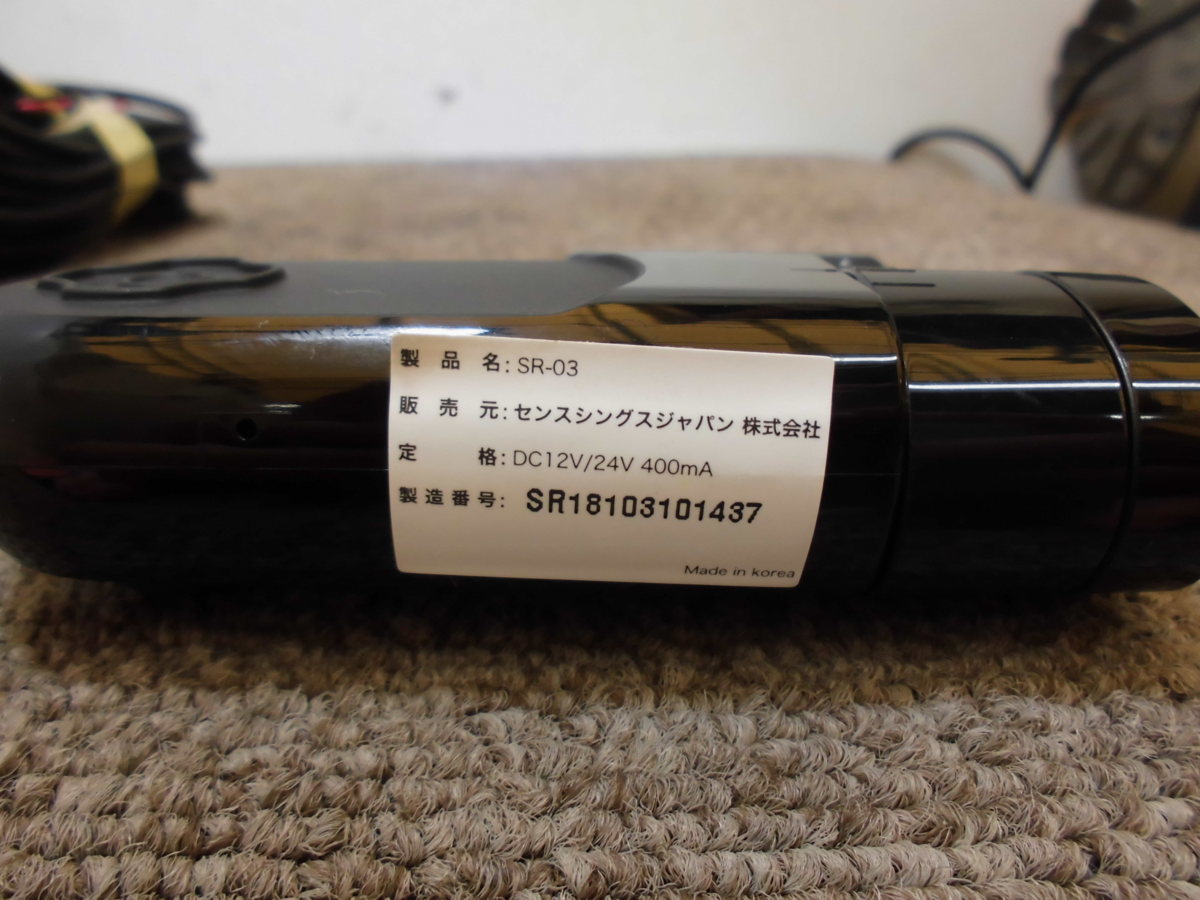 製品名: SR-03
販売元: センスシングスジャパン 株式会社
定格: DC12V/24V 400mA
製造番号: SR18103101437
Made in korea